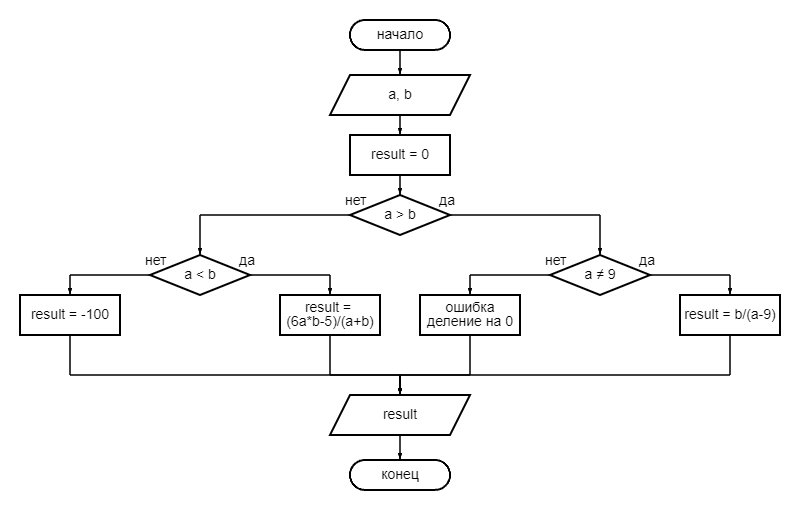 начало
a, b
result = 0
нет
да
a > b
нет
да
a < b
нет
да
a ≠ 9
result = -100
result =
(6a*b-5)/(a+b)
ошибка
деление на 0
result = b/(a-9)
result
конец